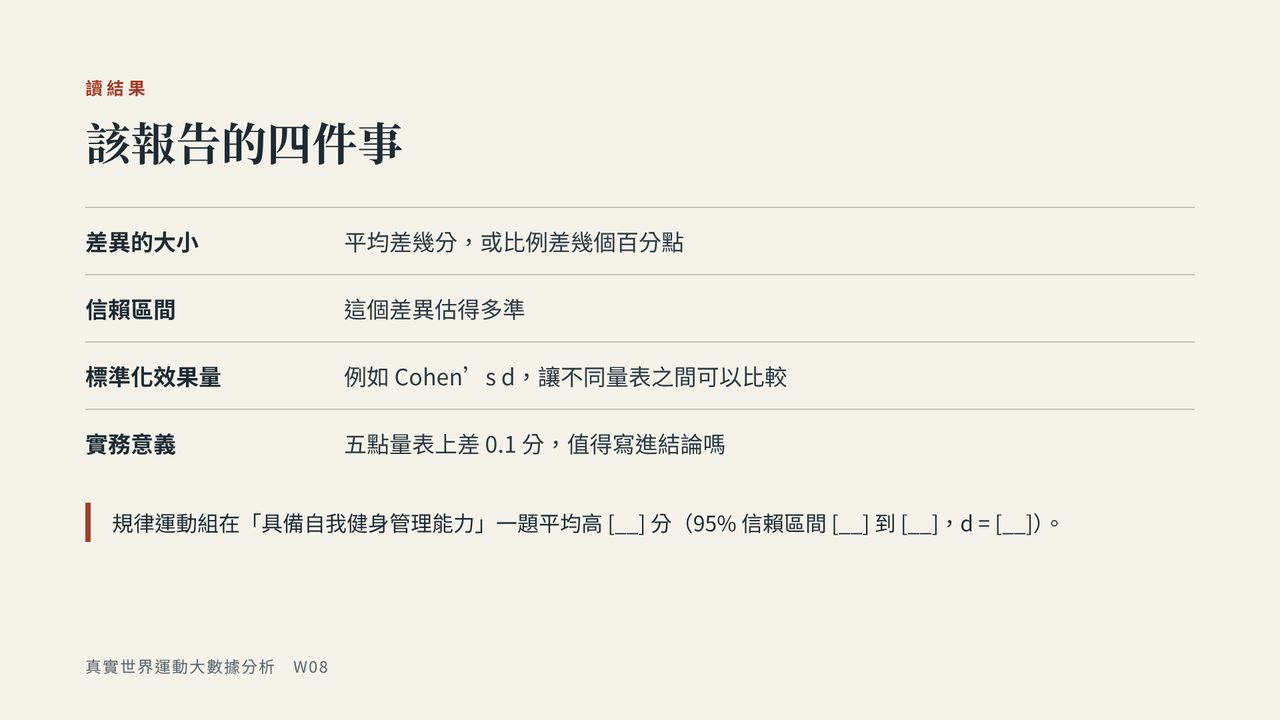 讀結果
該報告的四件事
差異的大小 平均差幾分，或比例差幾個百分點
信賴區間 這個差異估得多準
標準化效果量 例如 Cohen’s d，讓不同量表之間可以比較
實務意義 五點量表上差 0.1 分，值得寫進結論嗎
規律運動組在「具備自我健身管理能力」一題平均高 [__] 分（95% 信賴區間 [__] 到 [__]，d = [__]）。
真實世界運動大數據分析 W08